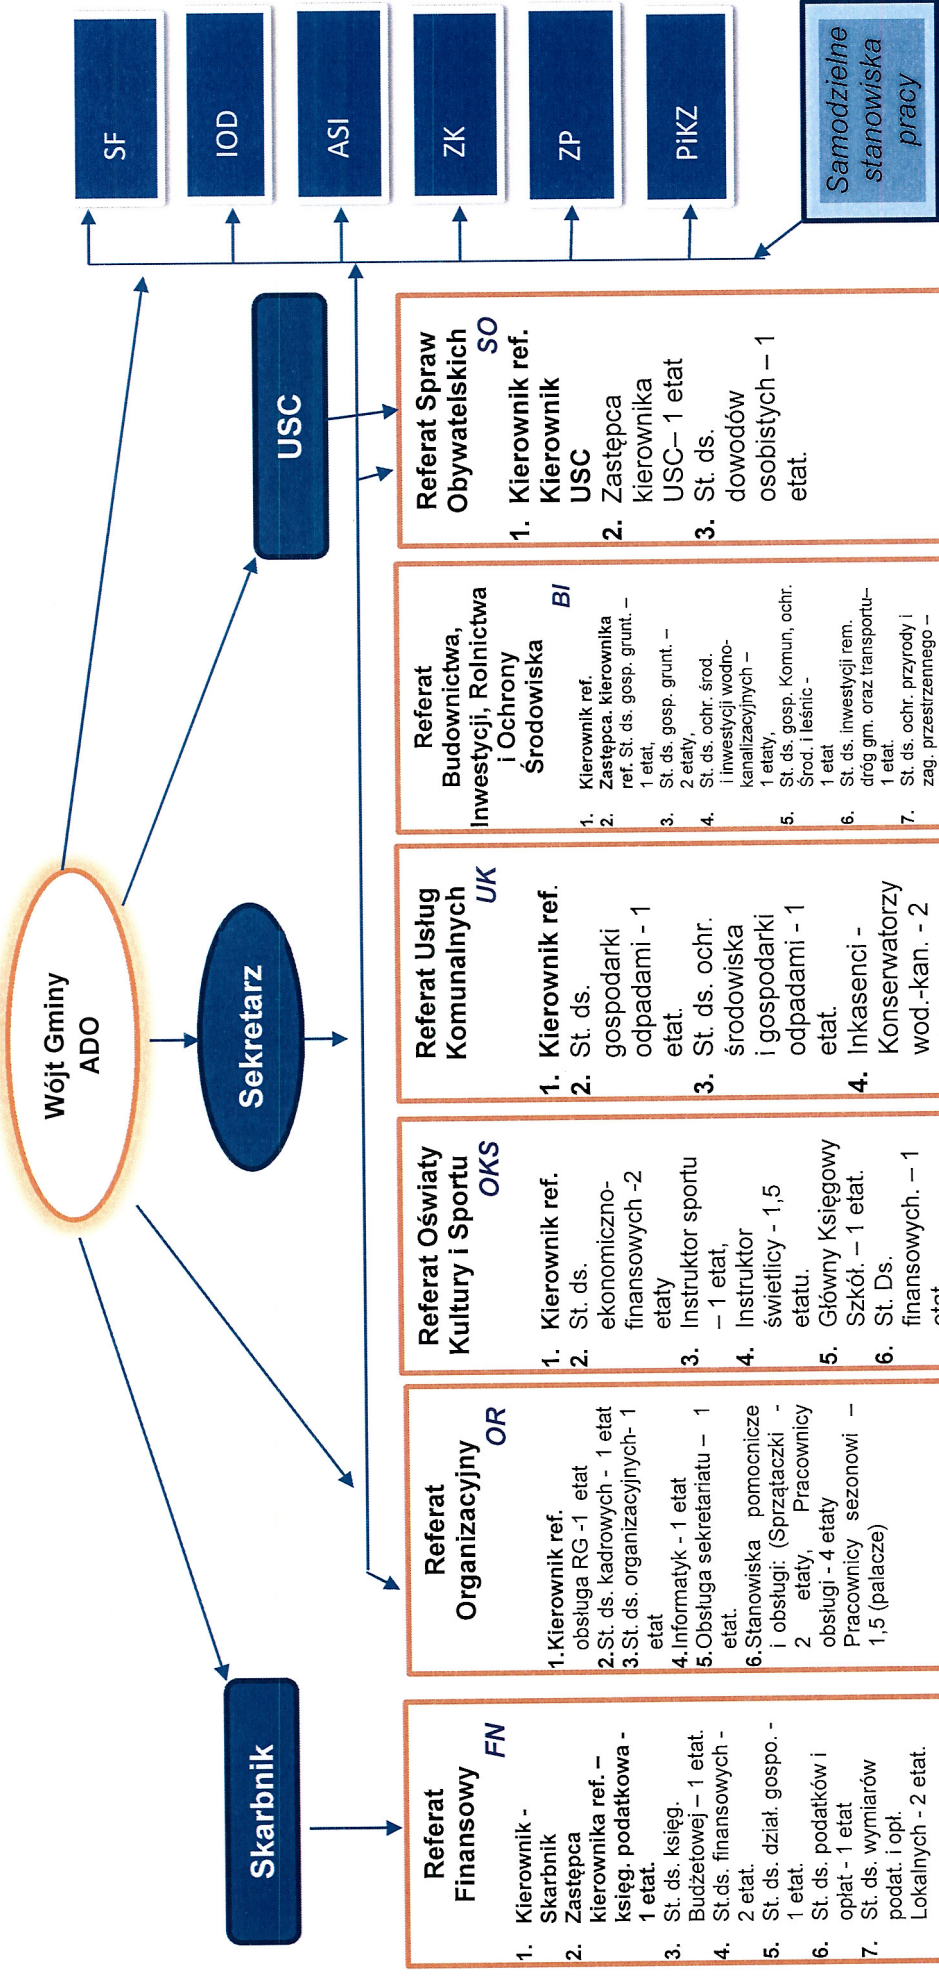 Wójt Gminy
ADO
Sekretarz
Skarbnik
USC
SF
IOD
ASI
ZK
ZP
PiKZ
Samodzielne
stanowiska
pracy
Referat
Finansowy
FN
1. Kierownik -
Skarbnik
2. Zastępca
kierownika ref. –
księg. podatkowa -
1 etat.
3. St. ds. księg.
Budżetowej – 1 etat.
4. St.ds. finansowych -
2 etat.
5. St. ds. dział. gospo. -
1 etat.
6. St. ds. podatków i
opłat - 1 etat
7. St. ds. wymiarów
podat. i opł.
Lokalnych - 2 etat.
Referat
Organizacyjny
OR
1.Kierownik ref.
obsługa RG -1 etat
2.St. ds. kadrowych - 1 etat
3.St. ds. organizacyjnych- 1
etat
4.Informatyk - 1 etat
5.Obsługa sekretariatu – 1
etat.
6.Stanowiska pomocnicze
i obsługi: (Sprzątaczki -
2 etaty, Pracownicy
obsługi - 4 etaty
Pracownicy sezonowi –
1,5 (palacze)
Referat Oświaty
Kultury i Sportu
OKS
1. Kierownik ref.
2. St. ds.
ekonomiczno-
finansowych -2
etaty
3. Instruktor sportu
– 1 etat,
4. Instruktor
świetlicy - 1,5
etatu.
5. Główny Księgowy
Szkół. – 1 etat.
6. St. Ds.
finansowych. – 1
etat
Referat Usług
Komunalnych
UK
1. Kierownik ref.
2. St. ds.
gospodarki
odpadami - 1
etat.
3. St. ds. ochr.
środowiska
i gospodarki
odpadami - 1
etat.
4. Inkasenci -
Konserwatorzy
wod.-kan. - 2
Referat
Budownictwa,
Inwestycji, Rolnictwa
i Ochrony
Środowiska
BI
1. Kierownik ref.
2. Zastępca. kierownika
ref. St. ds. gosp. grunt. –
1 etat,
3. St. ds. gosp. grunt. –
2 etaty,
4. St. ds. ochr. środ.
i inwestycji wodno-
kanalizacyjnych –
1 etaty,
5. St. ds. gosp. Komun, ochr.
Środ. i leśnic -
1 etat
6. St. ds. inwestycji rem.
dróg gm. oraz transportu–
1 etat.
7. St. ds. ochr. przyrody i
zag. przestrzennego –
Referat Spraw
Obywatelskich
SO
1. Kierownik ref.
Kierownik
USC
2. Zastępca
kierownika
USC– 1 etat
3. St. ds.
dowodów
osobistych – 1
etat.